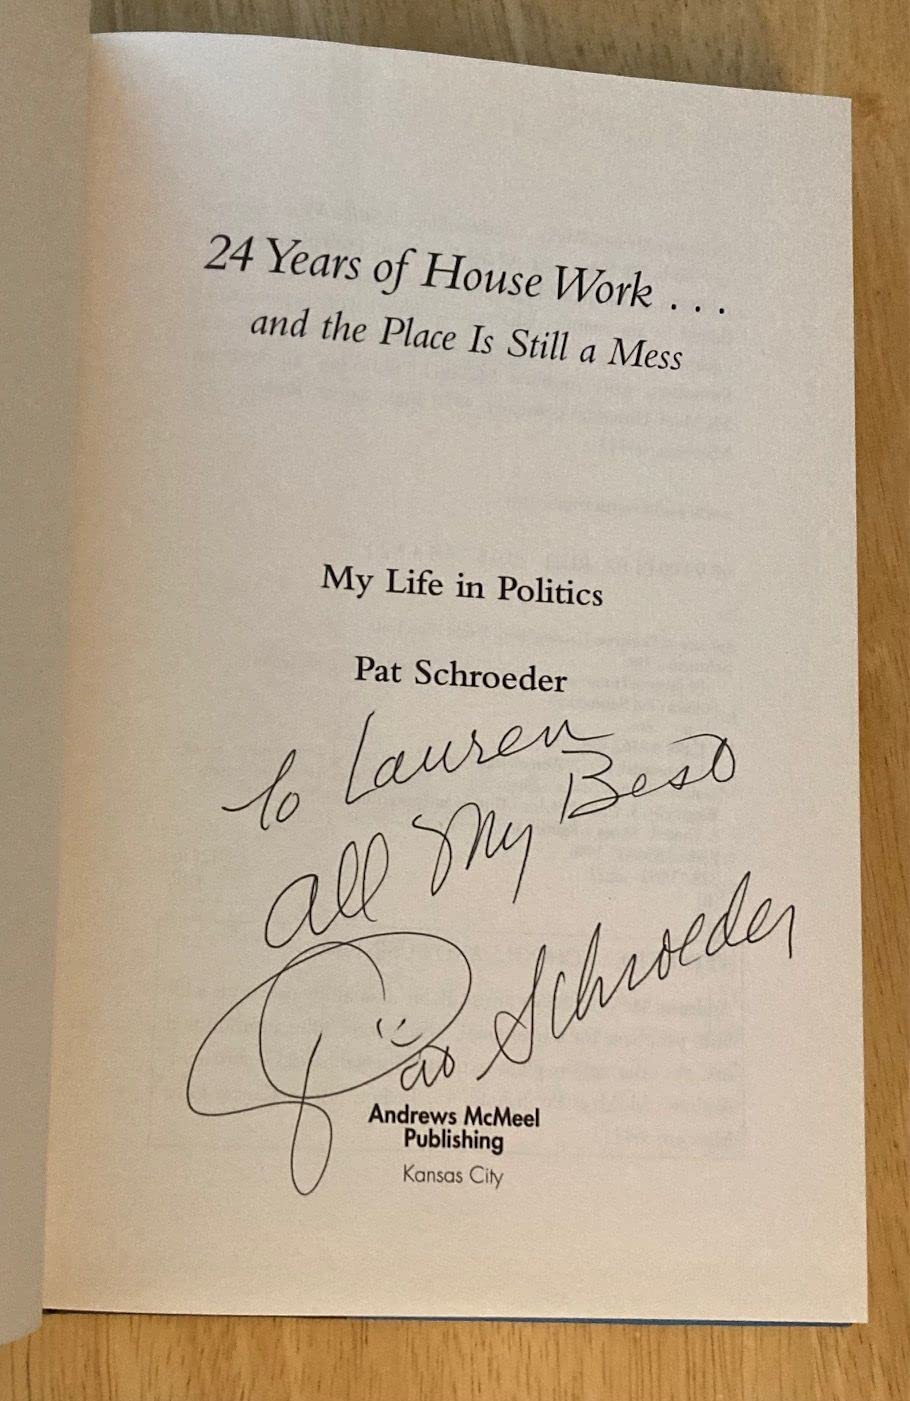 24 Years of House Work . . .
and the Place Is Still a Mess
My Life in Politics
Pat Schroeder
To Lauren
all My Best
Pat Schroeder
Andrews McMeel
Publishing
Kansas City